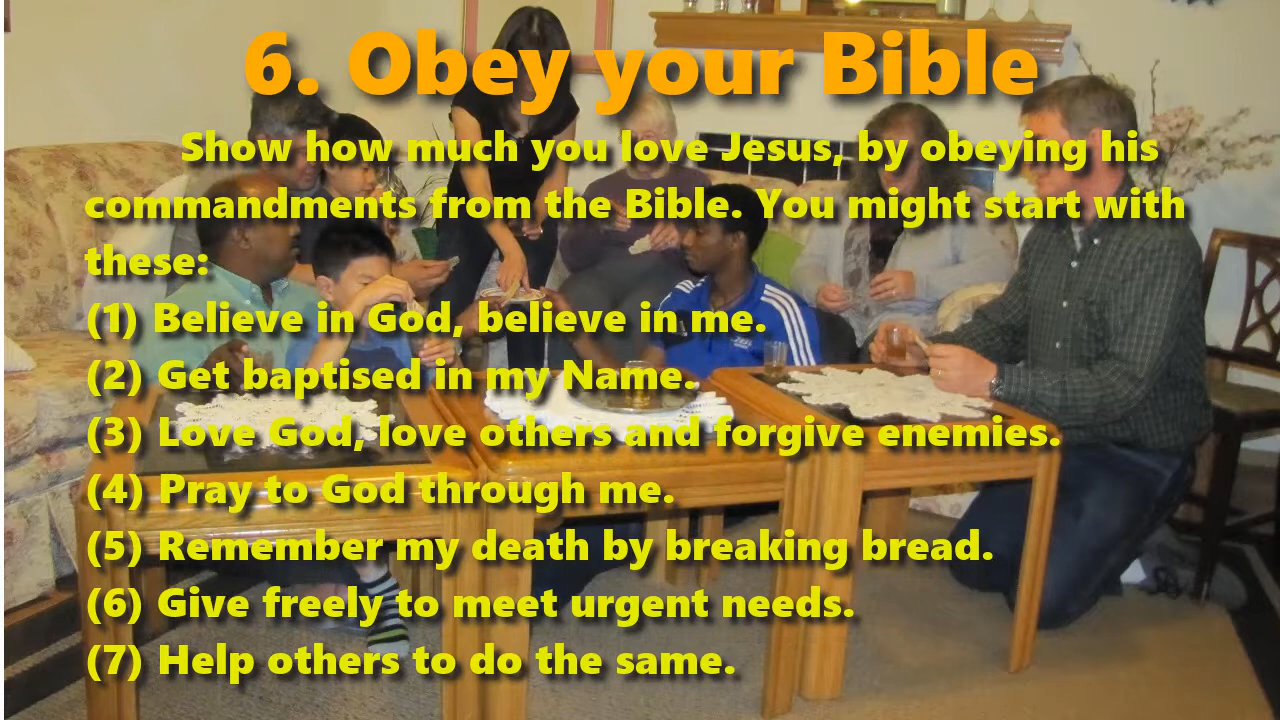 6. Obey your Bible
Show how much you love Jesus, by obeying his
commandments from the Bible. You might start with
these:
(1) Believe in God, believe in me.
(2) Get baptised in my Name.
(3) Love God, love others and forgive enemies.
(4) Pray to God through me.
(5) Remember my death by breaking bread.
(6) Give freely to meet urgent needs.
(7) Help others to do the same.